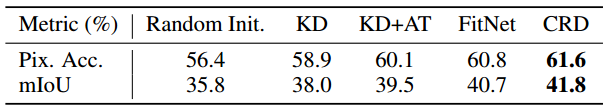 Metric (%) Random Init. KD KD+AT FitNet CRD
Pix. Acc. 56.4 58.9 60.1 60.8 61.6
mIoU 35.8 38.0 39.5 40.7 41.8